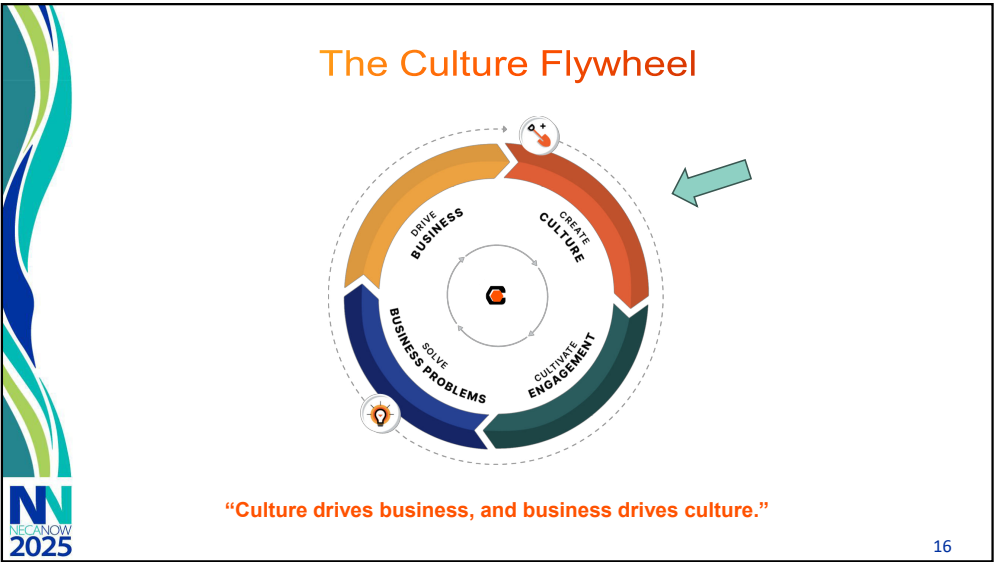 The Culture Flywheel
DRIVE
BUSINESS
CREATE
CULTURE
SOLVE
BUSINESS PROBLEMS
CULTIVATE
ENGAGEMENT
“Culture drives business, and business drives culture.”
NN
NECANOW
2025
16